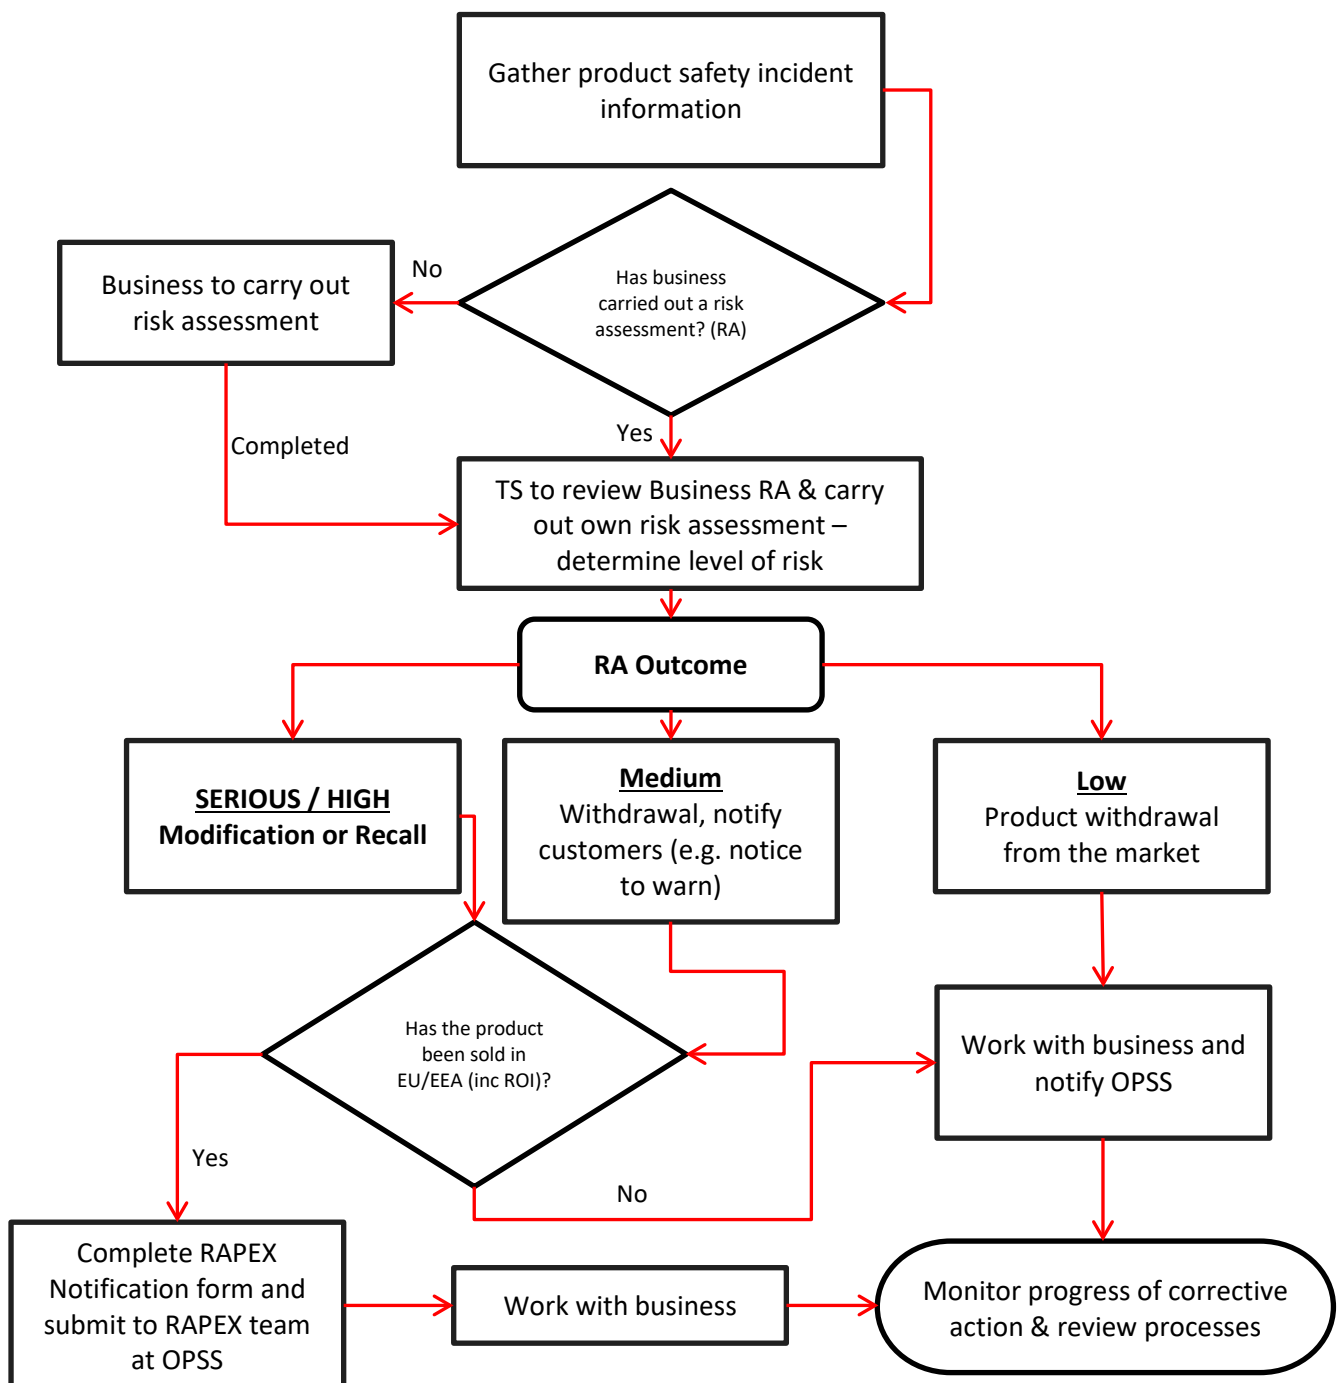 Gather product safety incident
information
Has business
carried out a risk
assessment? (RA)
No
Business to carry out
risk assessment
Completed
Yes
TS to review Business RA & carry
out own risk assessment –
determine level of risk
RA Outcome
SERIOUS / HIGH
Modification or Recall
Medium
Withdrawal, notify
customers (e.g. notice
to warn)
Low
Product withdrawal
from the market
Has the product
been sold in
EU/EEA (inc ROI)?
Work with business and
notify OPSS
Yes
No
Complete RAPEX
Notification form and
submit to RAPEX team
at OPSS
Work with business
Monitor progress of corrective
action & review processes